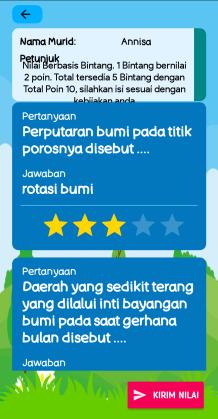 Nama Murid: Annisa
Petunjuk
Nilai Berbasis Bintang. 1 Bintang bernilai
2 poin. Total tersedia 5 Bintang dengan
Total Poin 10, silahkan isi sesuai dengan
kebijakan anda
Pertanyaan
Perputaran bumi pada titik
porosnya disebut ....
Jawaban
rotasi bumi
Pertanyaan
Daerah yang sedikit terang
yang dilalui inti bayangan
bumi pada saat gerhana
bulan disebut ....
Jawaban
KIRIM NILAI